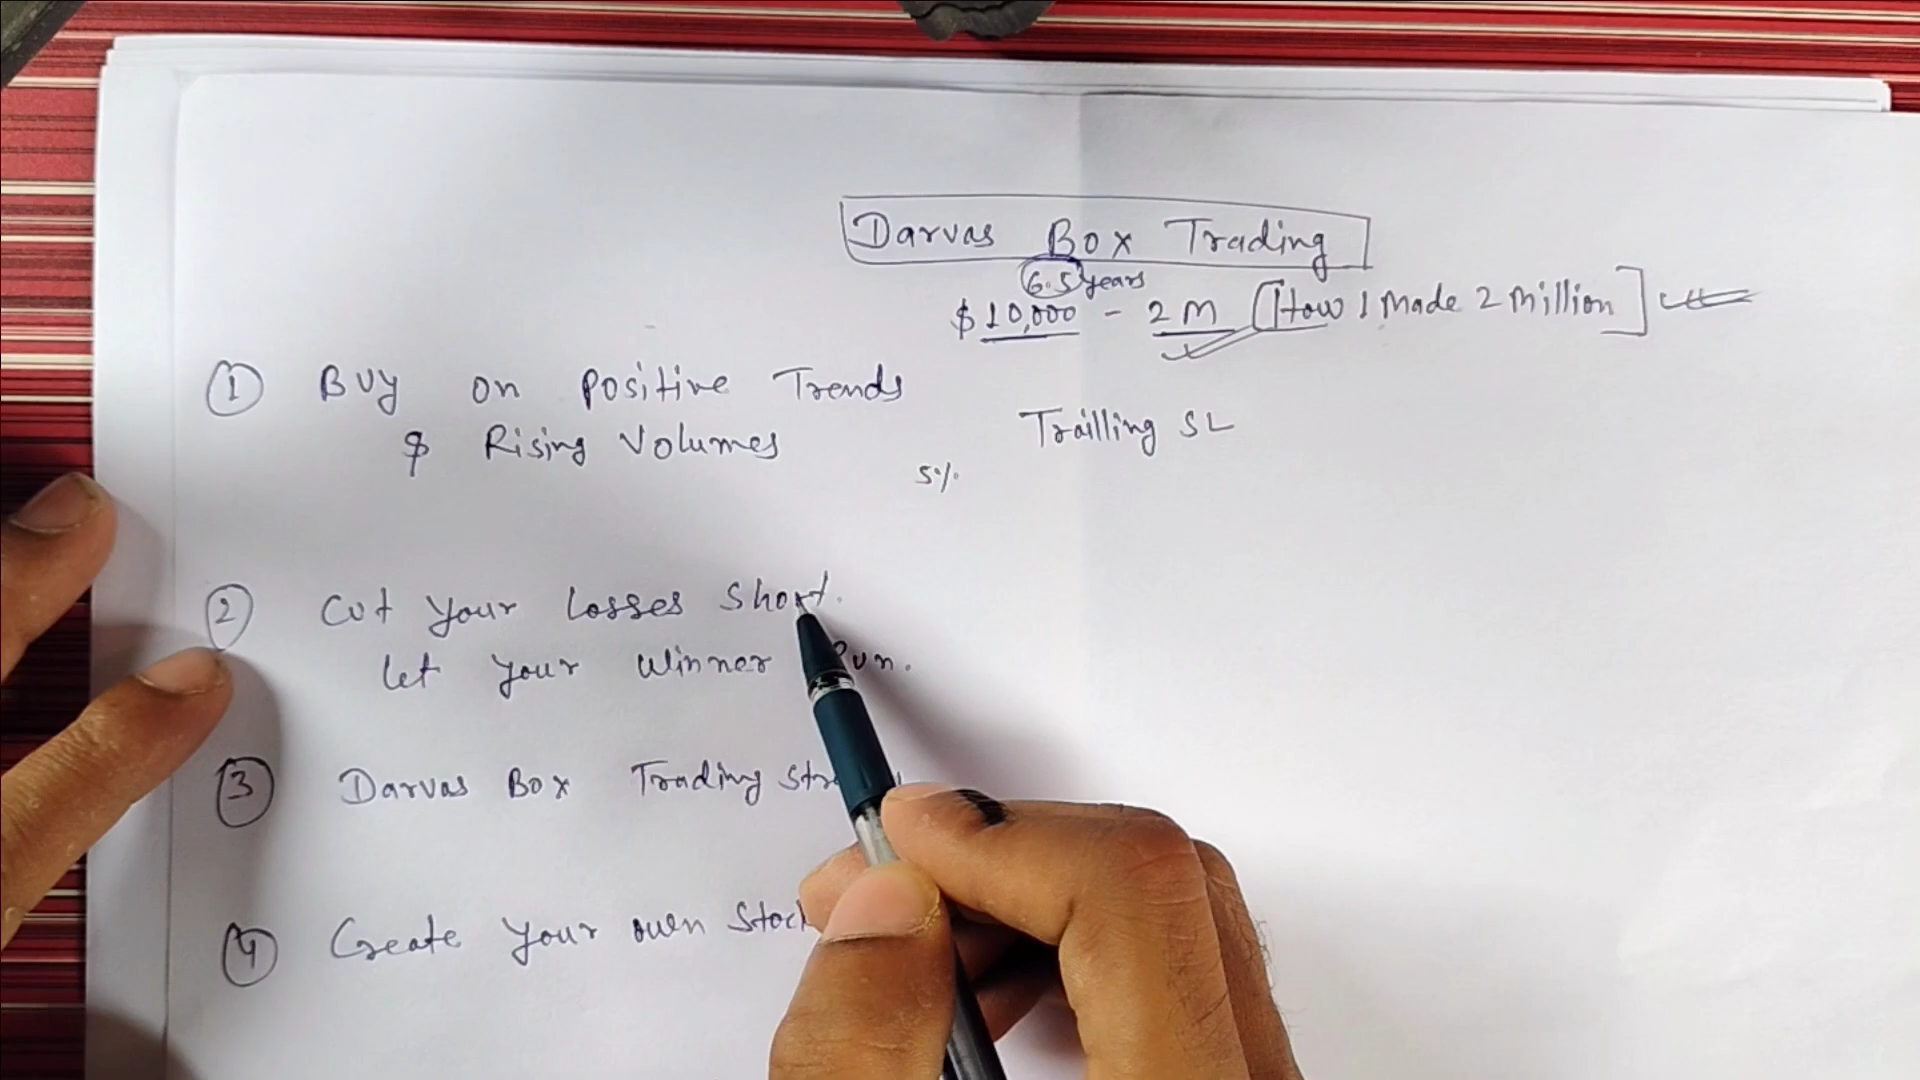 Darvas Box Trading
6.5 years
$10,000 - 2M [How I Made 2 Million]
① Buy on Positive Trends
& Rising Volumes
Trailling SL
5%
② Cut Your Losses Short.
Let Your Winner Run.
③ Darvas Box Trading
④ Create Your own Stock